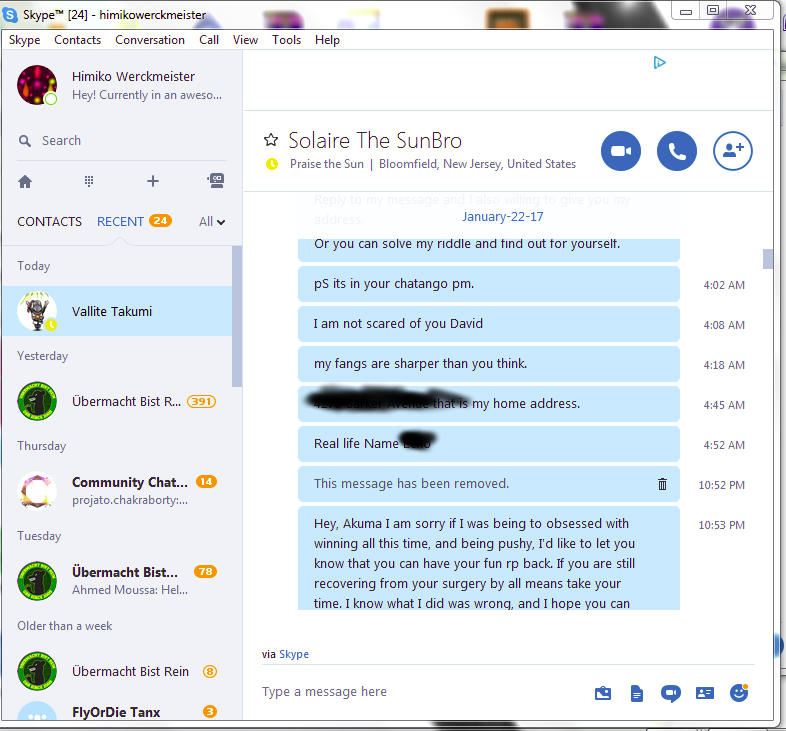 Skype™ [24] - himikowerckmeister
Skype Contacts Conversation Call View Tools Help
Himiko Werckmeister
Hey! Currently in an aweso...
Search
CONTACTS RECENT 24 All
Today
Vallite Takumi
Yesterday
Übermacht Bist R... 391
Thursday
Community Chat... 14
projato.chakraborty:...
Tuesday
Übermacht Bist... 78
Ahmed Moussa: Hel...
Older than a week
Übermacht Bist Rein 8
FlyOrDie Tanx 3
Solaire The SunBro
Praise the Sun | Bloomfield, New Jersey, United States
Reply to my message and I also willing to give you my
address.
January-22-17
Or you can solve my riddle and find out for yourself.
pS its in your chatango pm. 4:02 AM
I am not scared of you David 4:08 AM
my fangs are sharper than you think. 4:18 AM
that is my home address. 4:45 AM
Real life Name 4:52 AM
This message has been removed. 10:52 PM
Hey, Akuma I am sorry if I was being to obsessed with 10:53 PM
winning all this time, and being pushy, I'd like to let you
know that you can have your fun rp back. If you are still
recovering from your surgery by all means take your
time. I know what I did was wrong, and I hope you can
via Skype
Type a message here